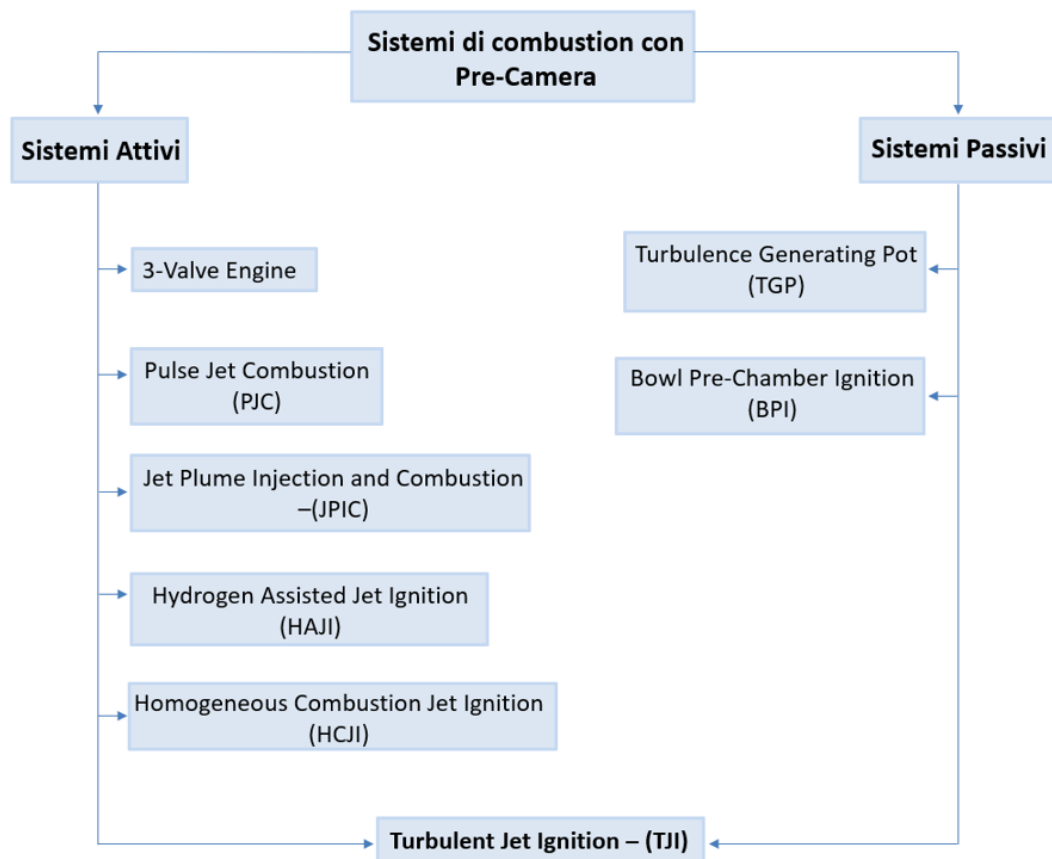 Sistemi di combustion con
Pre-Camera
Sistemi Attivi
Sistemi Passivi
3-Valve Engine
Pulse Jet Combustion
(PJC)
Jet Plume Injection and Combustion
–(JPIC)
Hydrogen Assisted Jet Ignition
(HAJI)
Homogeneous Combustion Jet Ignition
(HCJI)
Turbulence Generating Pot
(TGP)
Bowl Pre-Chamber Ignition
(BPI)
Turbulent Jet Ignition – (TJI)